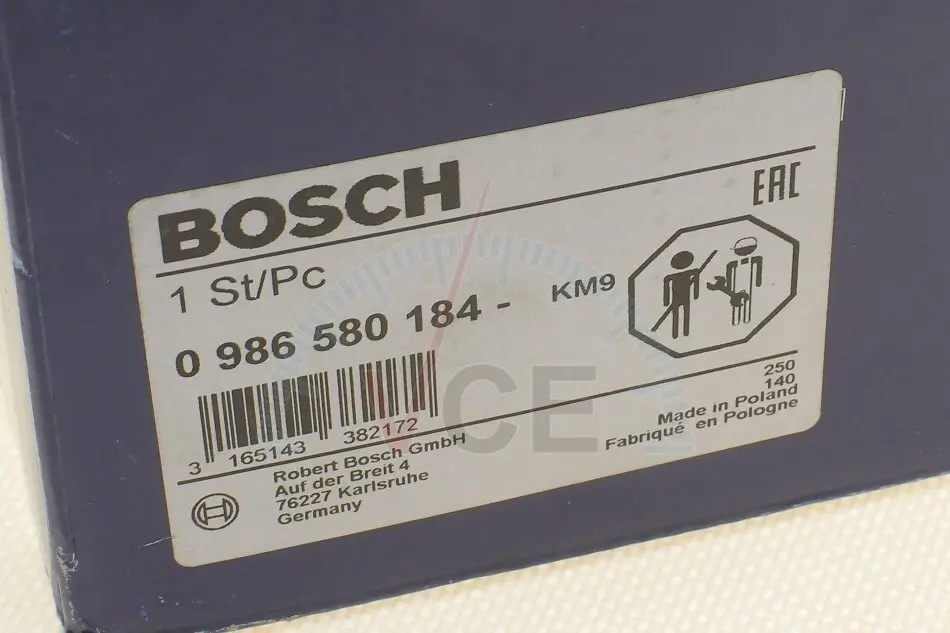 BOSCH
EAC
1 St/Pc
0 986 580 184 -
KM9
3 165143 382172
250
140
Made in Poland
Fabriqué en Pologne
Robert Bosch GmbH
Auf der Breit 4
76227 Karlsruhe
Germany
CE